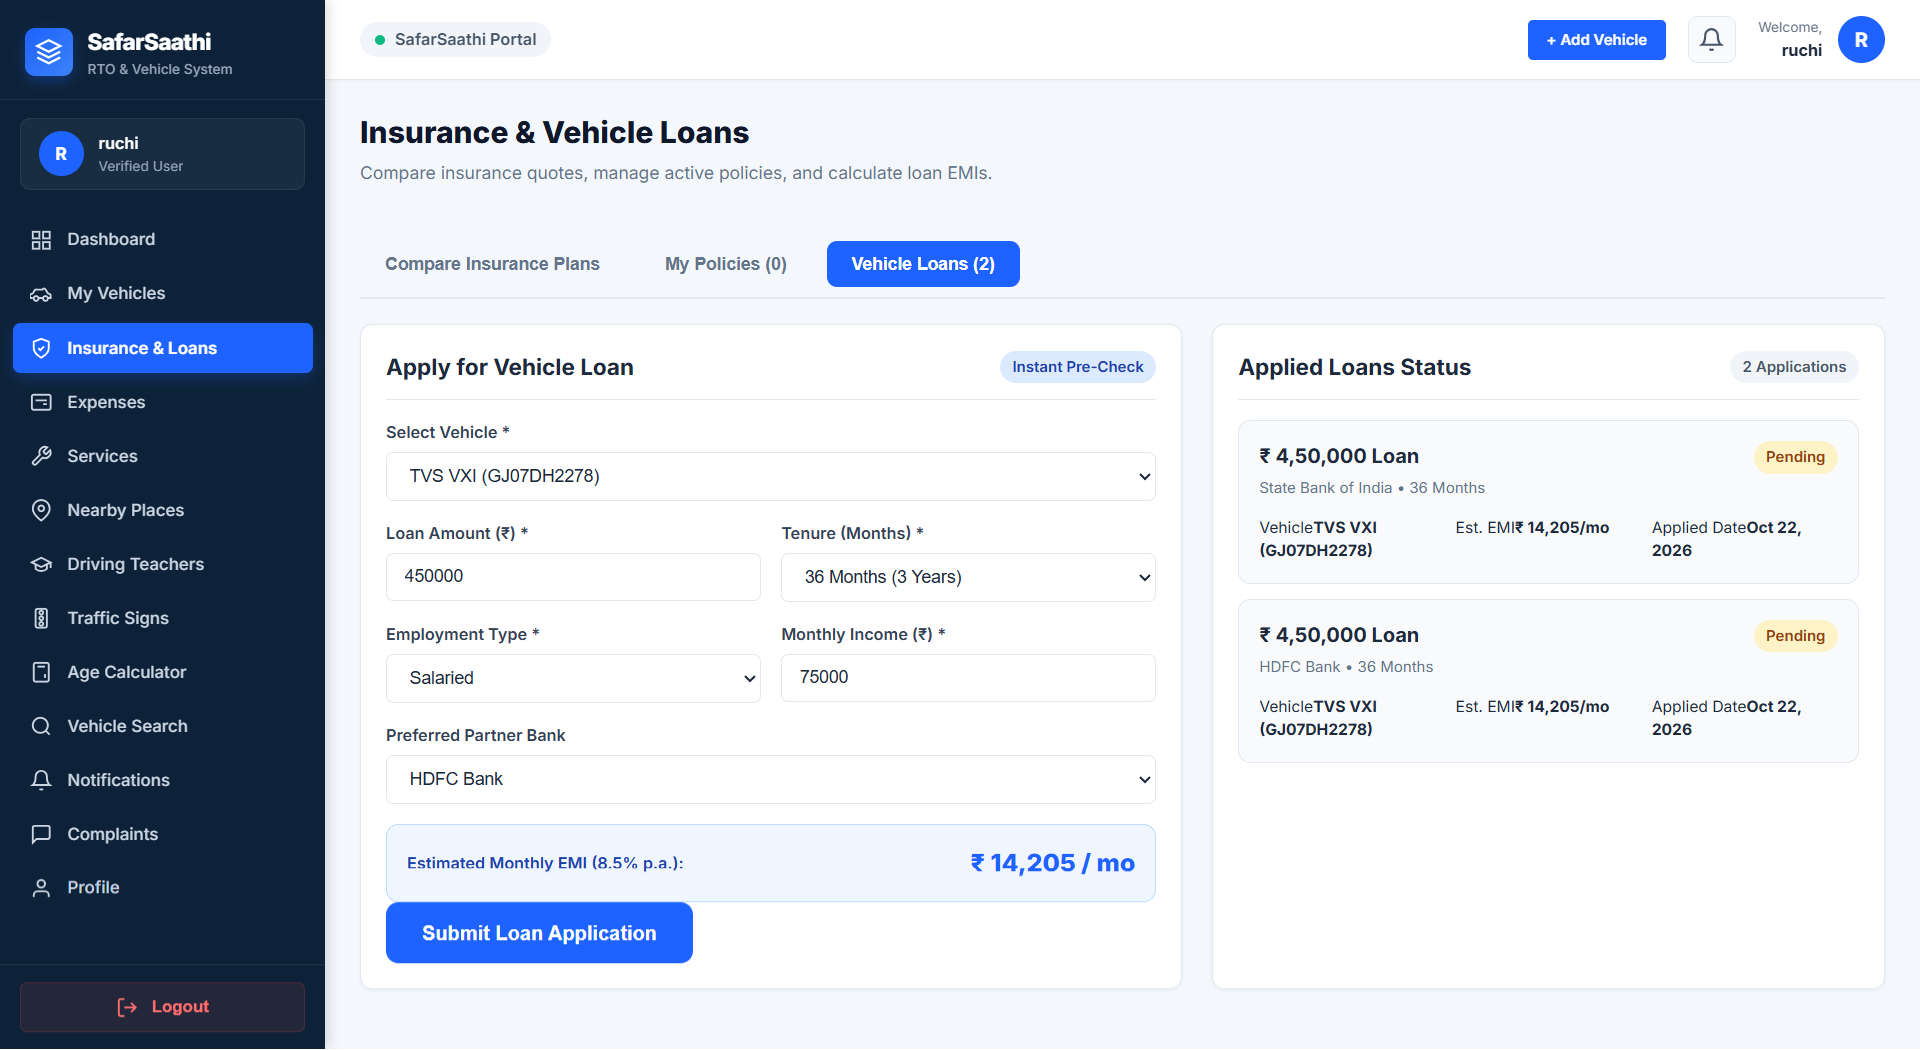 SafarSaathi
RTO & Vehicle System
R
ruchi
Verified User
Dashboard
My Vehicles
Insurance & Loans
Expenses
Services
Nearby Places
Driving Teachers
Traffic Signs
Age Calculator
Vehicle Search
Notifications
Complaints
Profile
Logout
SafarSaathi Portal
+ Add Vehicle
Welcome,
ruchi
R
Insurance & Vehicle Loans
Compare insurance quotes, manage active policies, and calculate loan EMIs.
Compare Insurance Plans
My Policies (0)
Vehicle Loans (2)
Apply for Vehicle Loan
Instant Pre-Check
Select Vehicle *
TVS VXI (GJ07DH2278)
Loan Amount (₹) *
Tenure (Months) *
450000
36 Months (3 Years)
Employment Type *
Monthly Income (₹) *
Salaried
75000
Preferred Partner Bank
HDFC Bank
Estimated Monthly EMI (8.5% p.a.):
₹ 14,205 / mo
Submit Loan Application
Applied Loans Status
2 Applications
₹ 4,50,000 Loan
Pending
State Bank of India • 36 Months
VehicleTVS VXI
(GJ07DH2278)
Est. EMI₹ 14,205/mo
Applied DateOct 22,
2026
₹ 4,50,000 Loan
Pending
HDFC Bank • 36 Months
VehicleTVS VXI
(GJ07DH2278)
Est. EMI₹ 14,205/mo
Applied DateOct 22,
2026